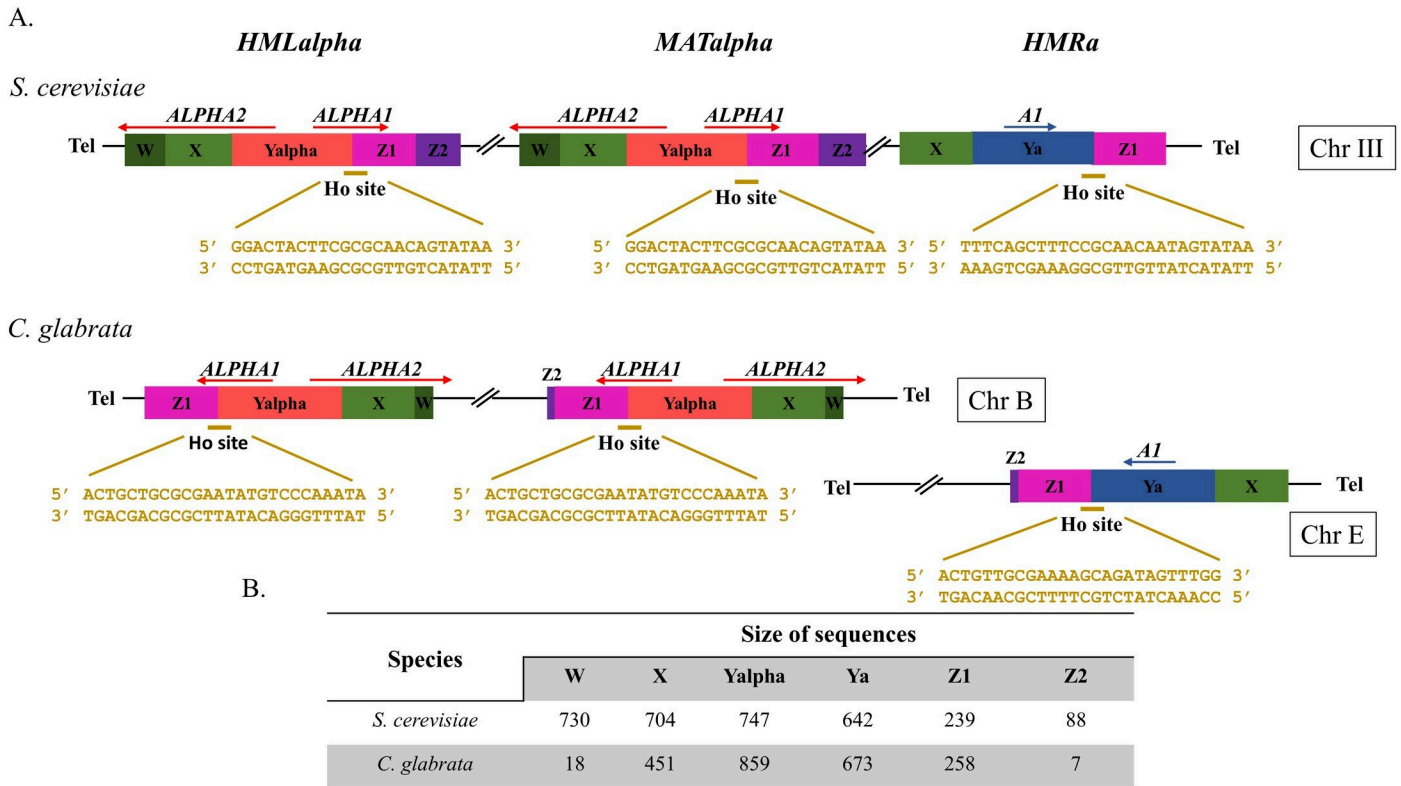 A.
HMLalpha MATalpha HMRa
S. cerevisiae
ALPHA2 ALPHA1 ALPHA2 ALPHA1 A1
Tel W X Yalpha Z1 Z2 W X Yalpha Z1 Z2 X Ya Z1 Tel Chr III
Ho site Ho site Ho site
5′ GGACTACTTCGCGCAACAGTATAA 3′ 5′ GGACTACTTCGCGCAACAGTATAA 3′ 5′ TTTCAGCTTTCCGCAACAATAGTATAA 3′
3′ CCTGATGAAGCGCGTTGTCATATT 5′ 3′ CCTGATGAAGCGCGTTGTCATATT 5′ 3′ AAAGTCGAAAGGCGTTGTTATCATATT 5′
C. glabrata
ALPHA1 ALPHA2 Z2 ALPHA1 ALPHA2
Tel Z1 Yalpha X W Z1 Yalpha X W Tel Chr B
Ho site Ho site
5′ ACTGCTGCGCGAATATGTCCCAAATA 3′ 5′ ACTGCTGCGCGAATATGTCCCAAATA 3′
3′ TGACGACGCGCTTATACAGGGTTTAT 5′ 3′ TGACGACGCGCTTATACAGGGTTTAT 5′
Z2 A1
Tel Z1 Ya X Tel
Ho site Chr E
5′ ACTGTTGCGAAAAGCAGATAGTTTGG 3′
3′ TGACAACGCTTTTCGTCTATCAAACC 5′
B.
Species Size of sequences
W X Yalpha Ya Z1 Z2
S. cerevisiae 730 704 747 642 239 88
C. glabrata 18 451 859 673 258 7